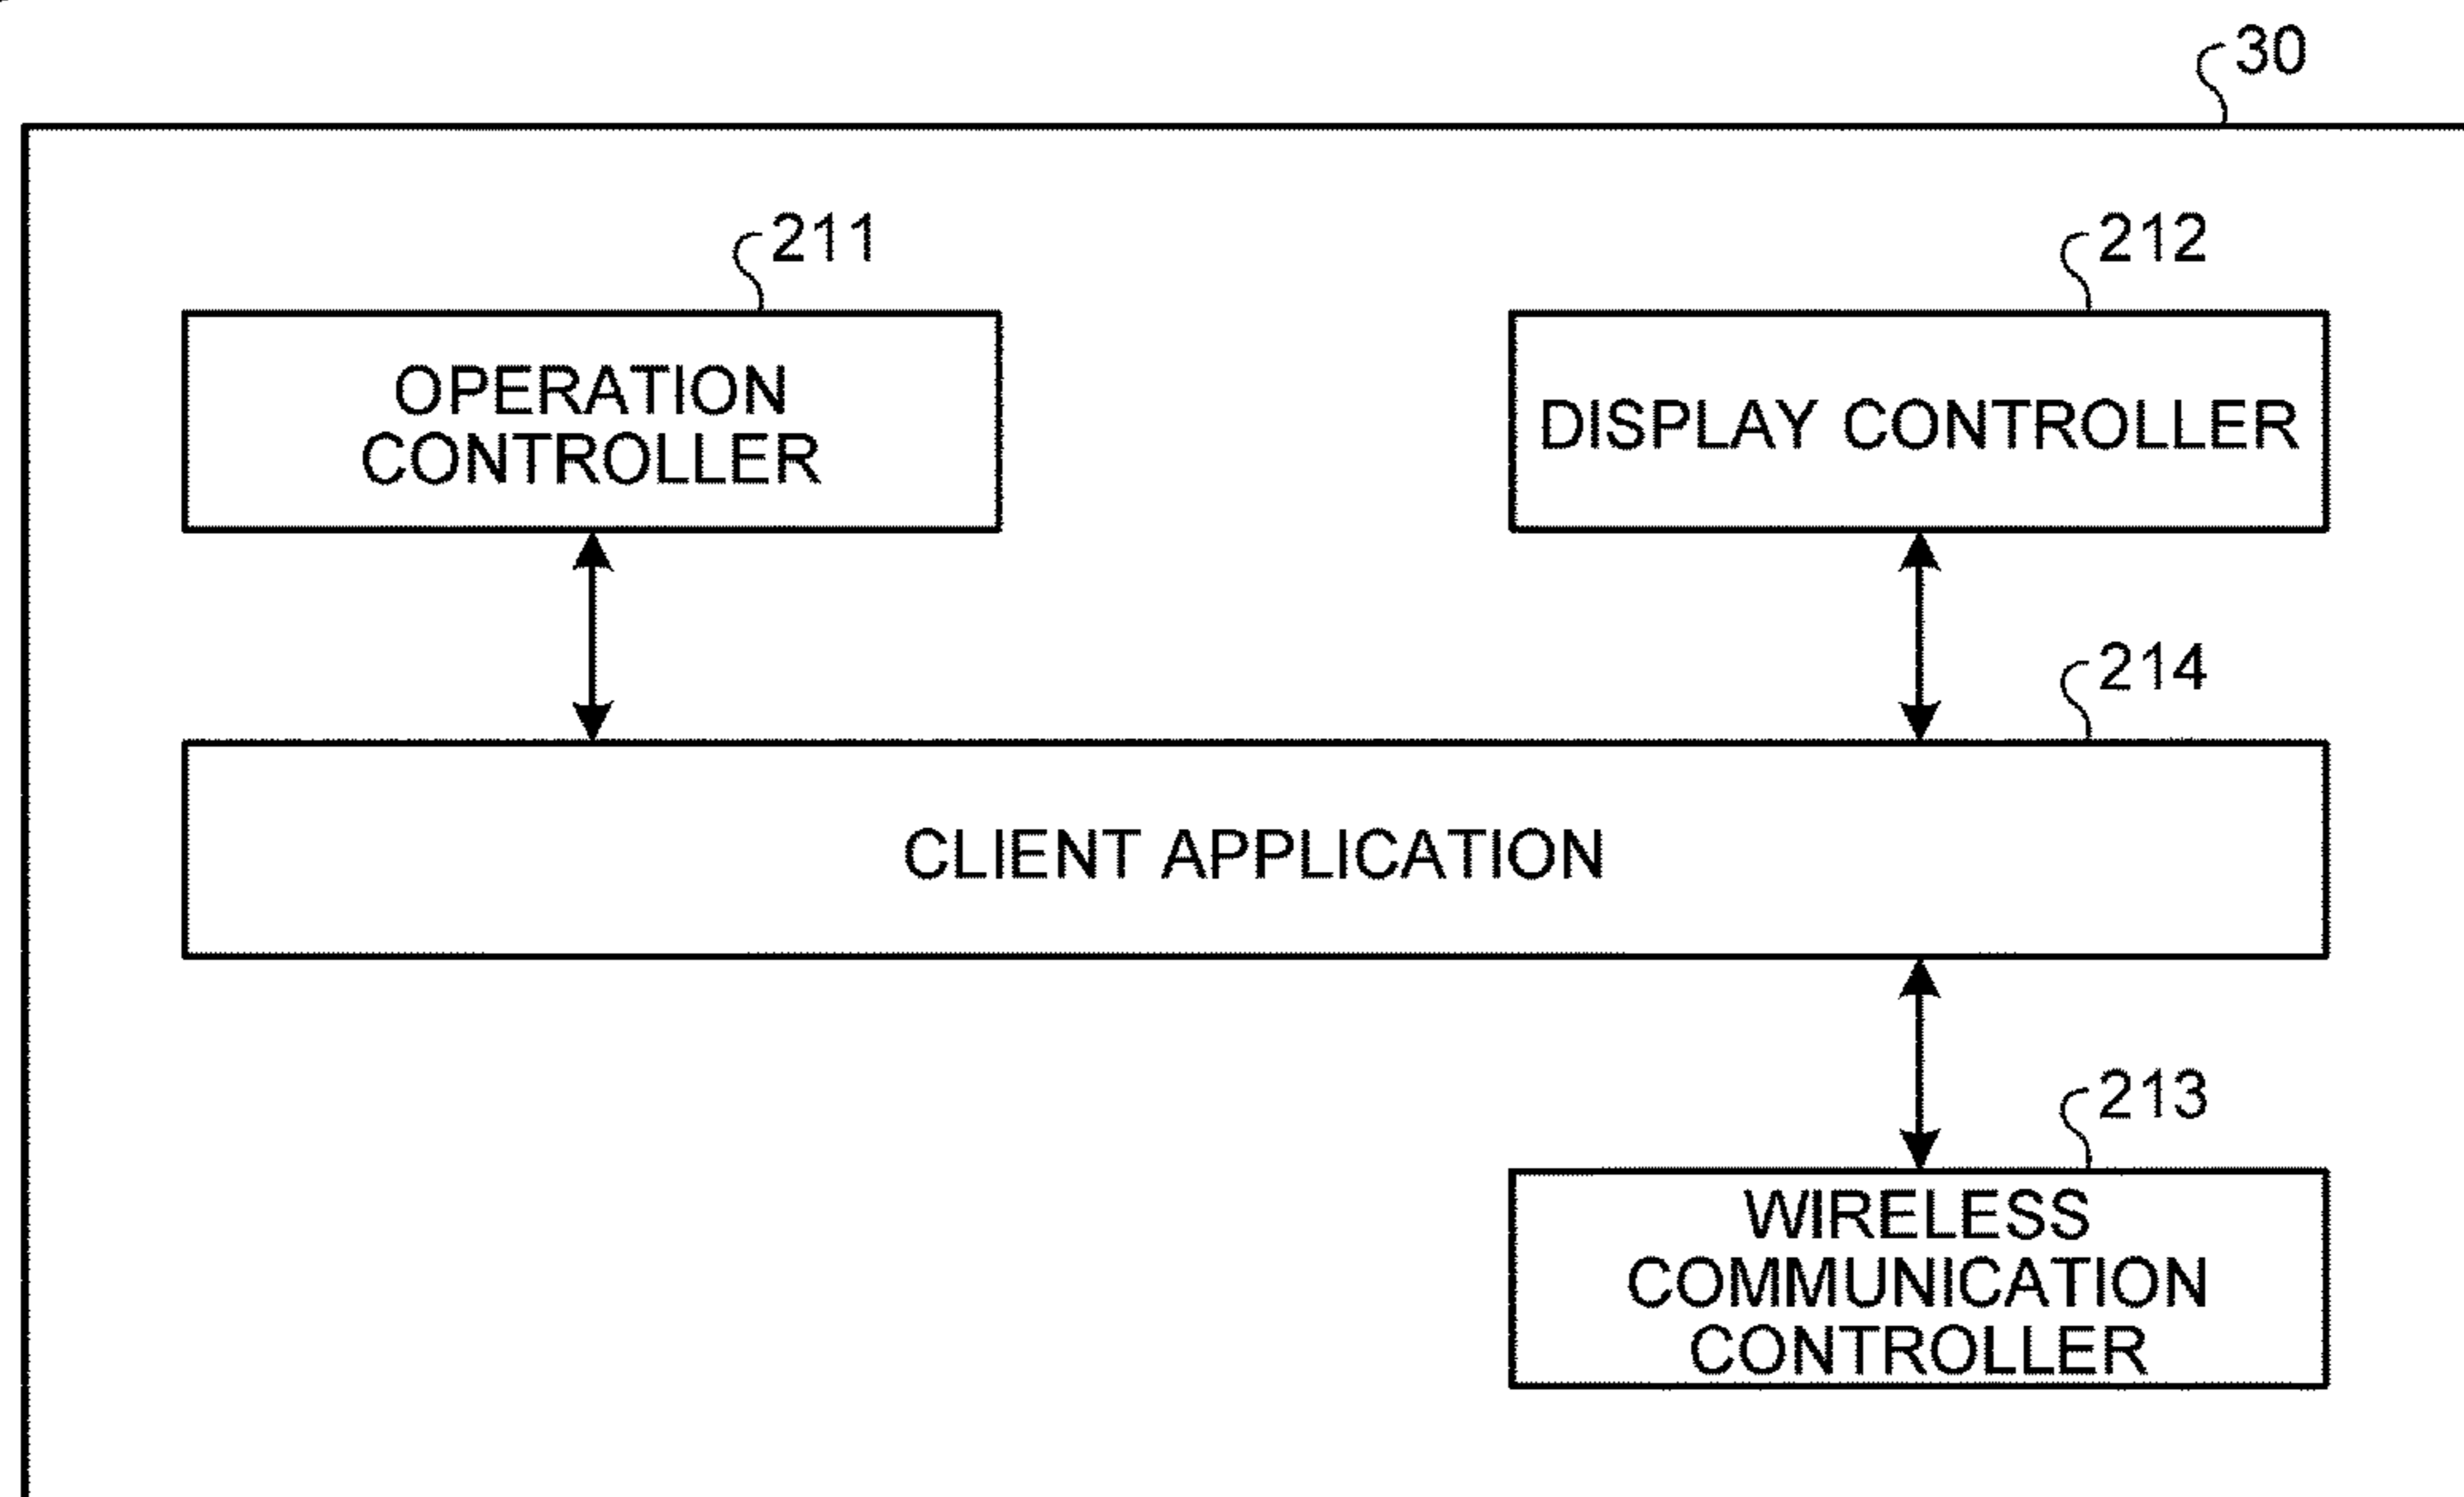 30
211
212
OPERATION
CONTROLLER
DISPLAY CONTROLLER
214
CLIENT APPLICATION
213
WIRELESS
COMMUNICATION
CONTROLLER